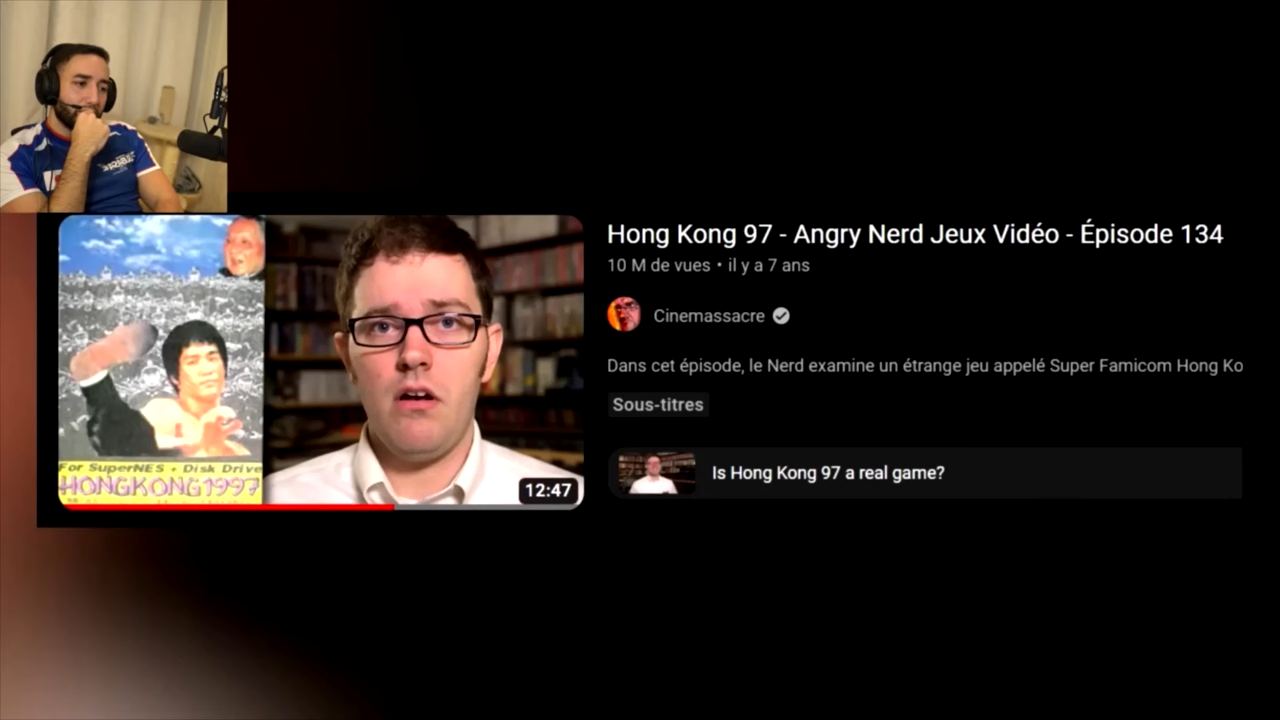 Hong Kong 97 - Angry Nerd Jeux Vidéo - Épisode 134
10 M de vues • il y a 7 ans
Cinemassacre
Dans cet épisode, le Nerd examine un étrange jeu appelé Super Famicom Hong Ko
Sous-titres
Is Hong Kong 97 a real game?
For SuperNES + Disk Drive
HONGKONG1997
12:47